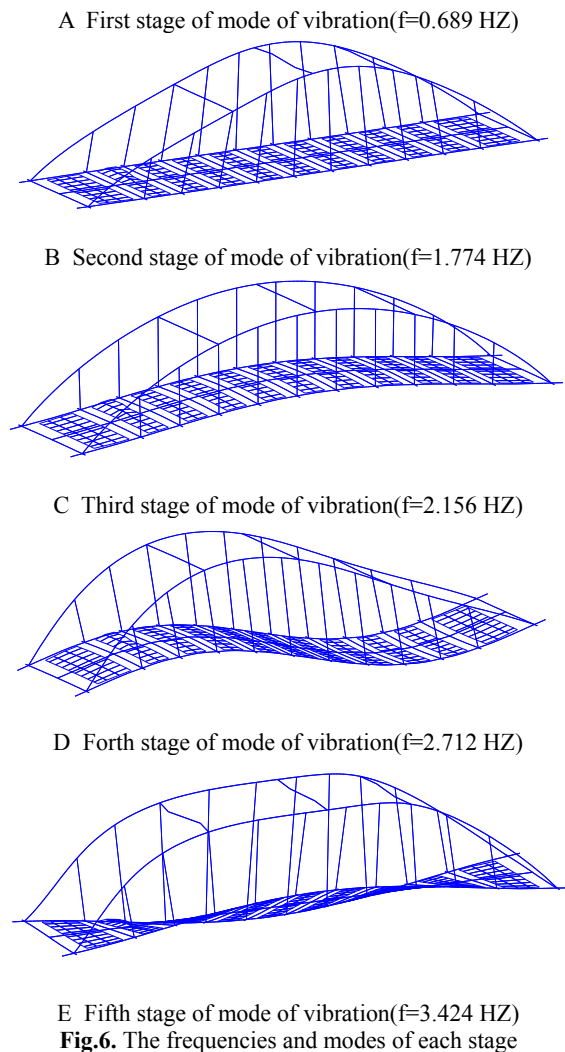 A First stage of mode of vibration(f=0.689 HZ)
B Second stage of mode of vibration(f=1.774 HZ)
C Third stage of mode of vibration(f=2.156 HZ)
D Forth stage of mode of vibration(f=2.712 HZ)
E Fifth stage of mode of vibration(f=3.424 HZ)
Fig.6. The frequencies and modes of each stage